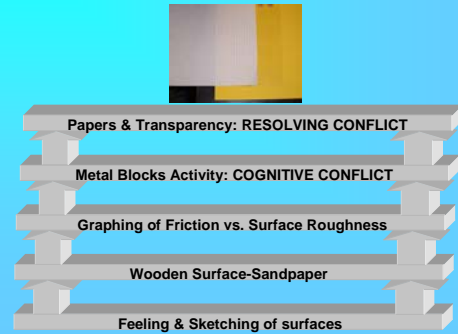 Papers & Transparency: RESOLVING CONFLICT
Metal Blocks Activity: COGNITIVE CONFLICT
Graphing of Friction vs. Surface Roughness
Wooden Surface-Sandpaper
Feeling & Sketching of surfaces